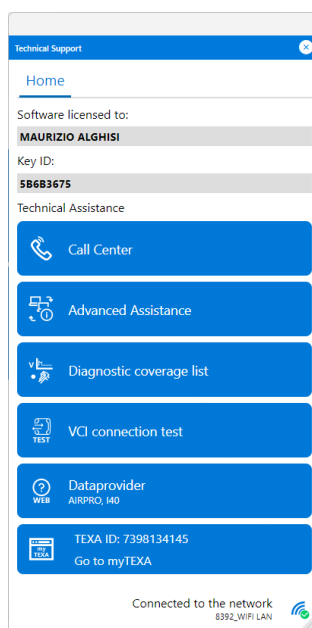 Technical Support
Home
Software licensed to:
MAURIZIO ALGHISI
Key ID:
5B6B3675
Technical Assistance
Call Center
Advanced Assistance
V
Diagnostic coverage list
TEST
VCI connection test
?
WEB
Dataprovider
AIRPRO, I40
my
TEXA
TEXA ID: 7398134145
Go to myTEXA
Connected to the network
8392_WIFI LAN